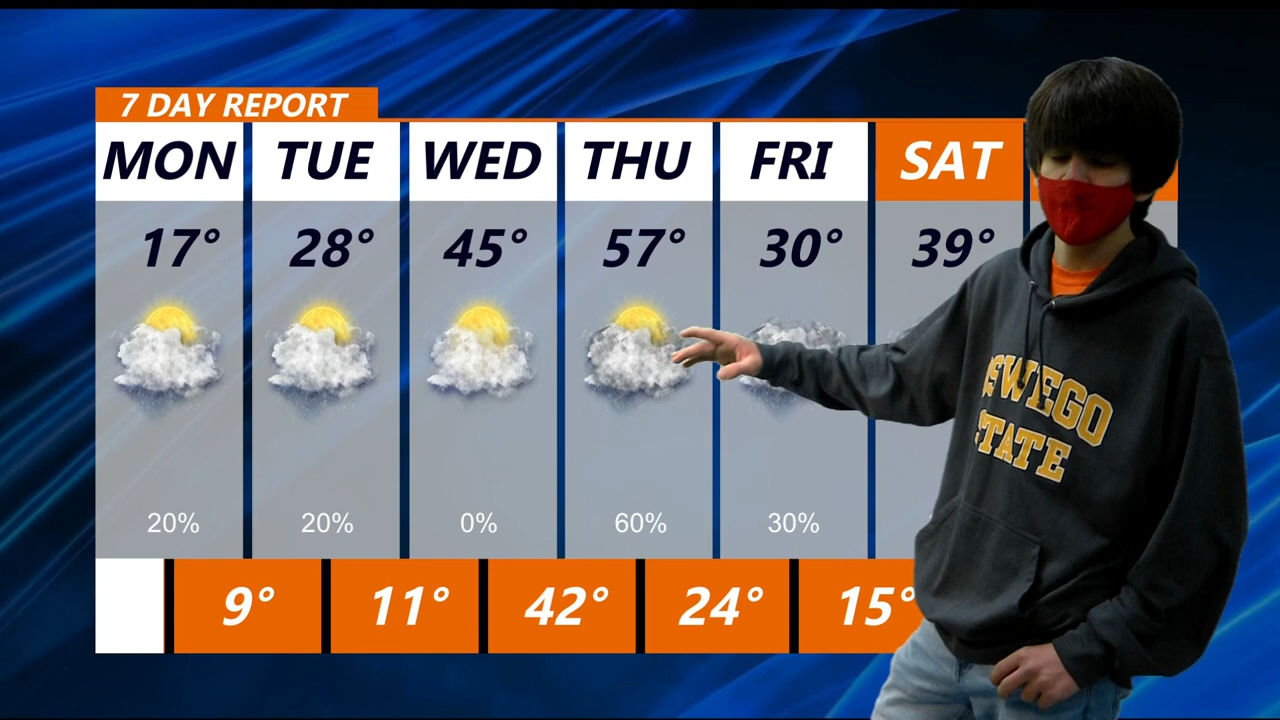 7 DAY REPORT
MON TUE WED THU FRI SAT
17° 28° 45° 57° 30° 39°
20% 20% 0% 60% 30%
9° 11° 42° 24° 15°
OSWEGO
STATE